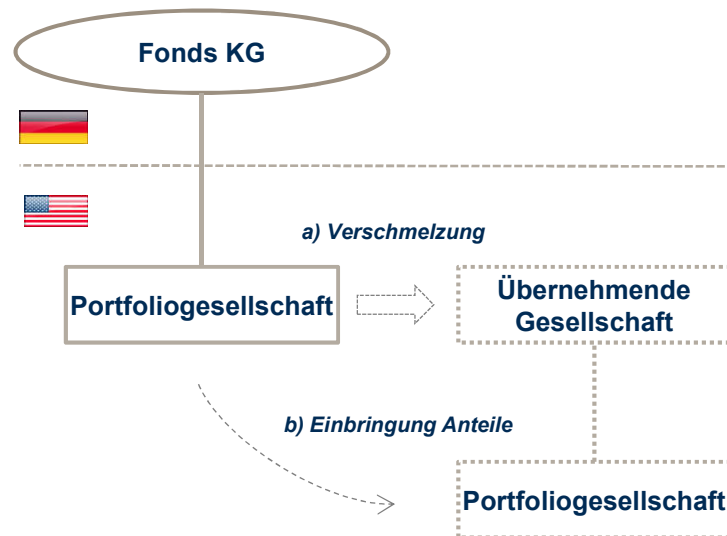 Fonds KG
a) Verschmelzung
Portfoliogesellschaft
Übernehmende
Gesellschaft
b) Einbringung Anteile
Portfoliogesellschaft